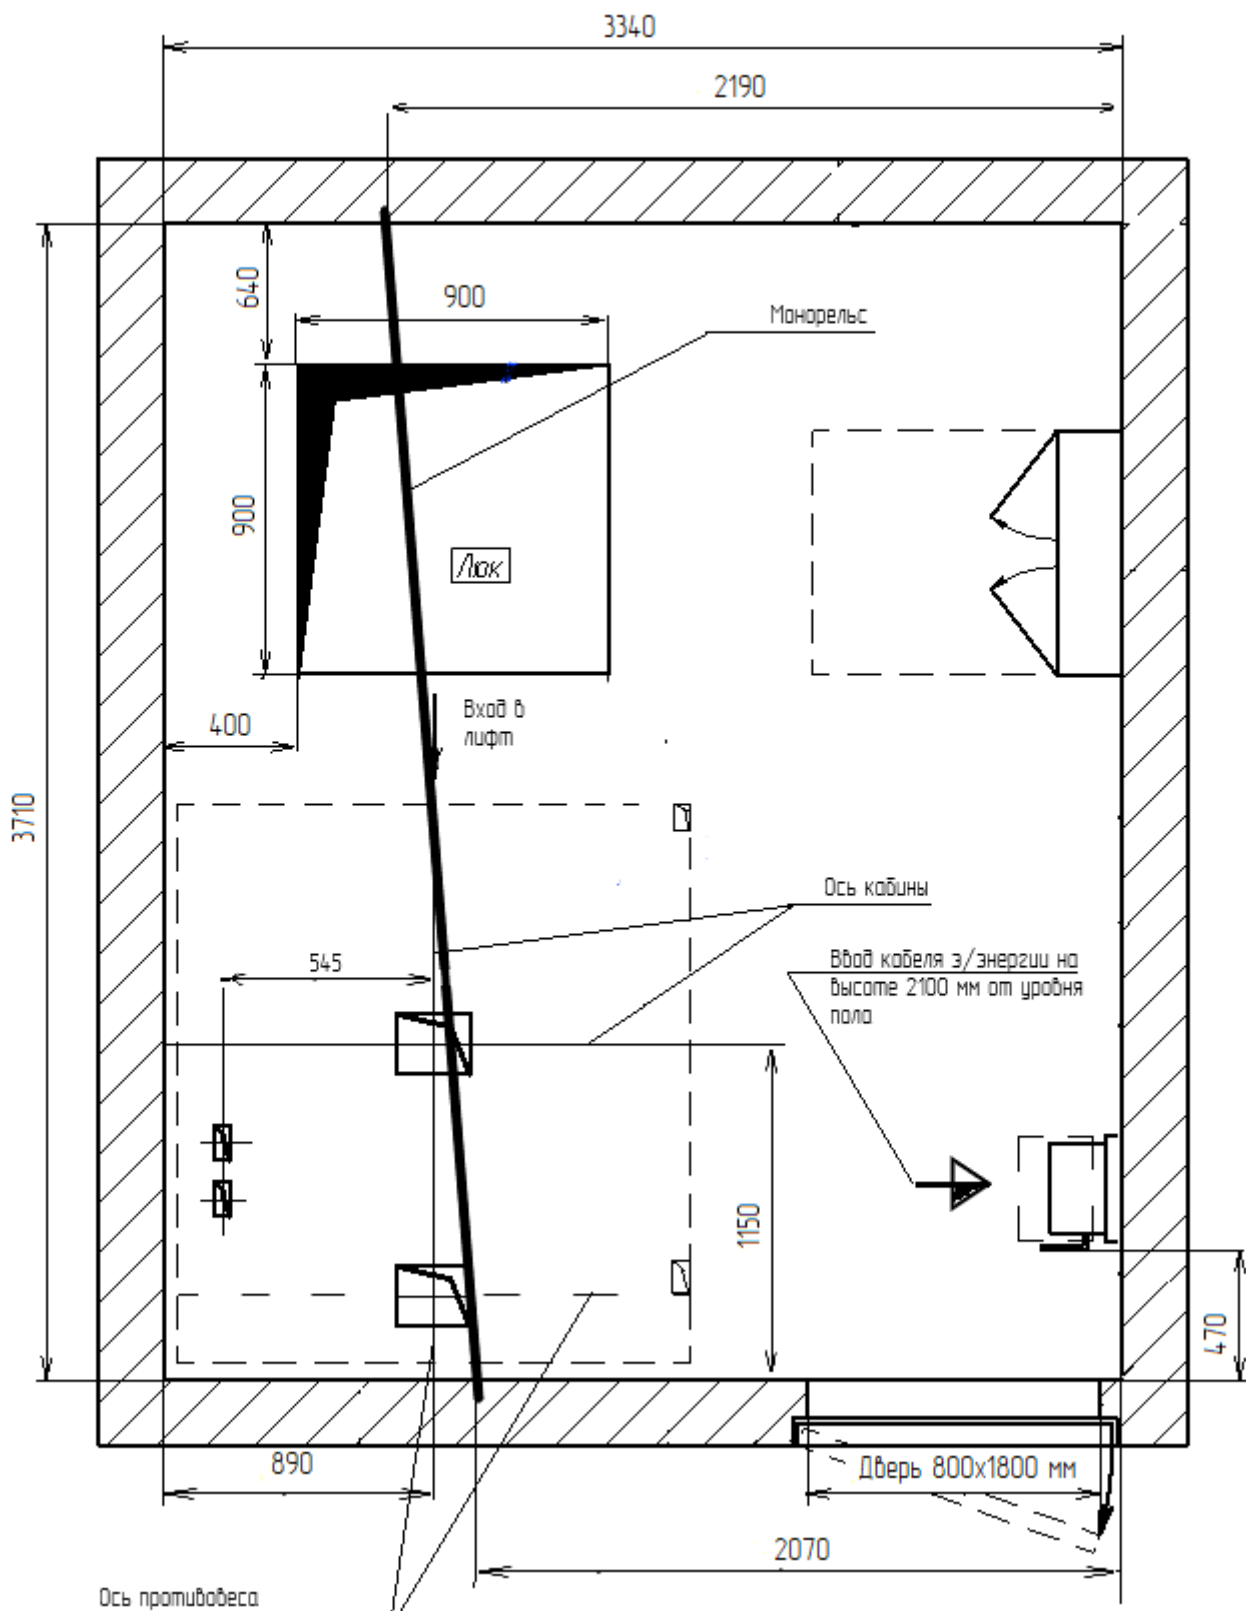 3340
2190
640
900
Монорельс
900
Люк
Вход в
лифт
400
3710
Ось кабины
545
Ввод кабеля э/энергии на
высоте 2100 мм от уровня
пола
1150
470
890
Дверь 800х1800 мм
2070
Ось противовеса